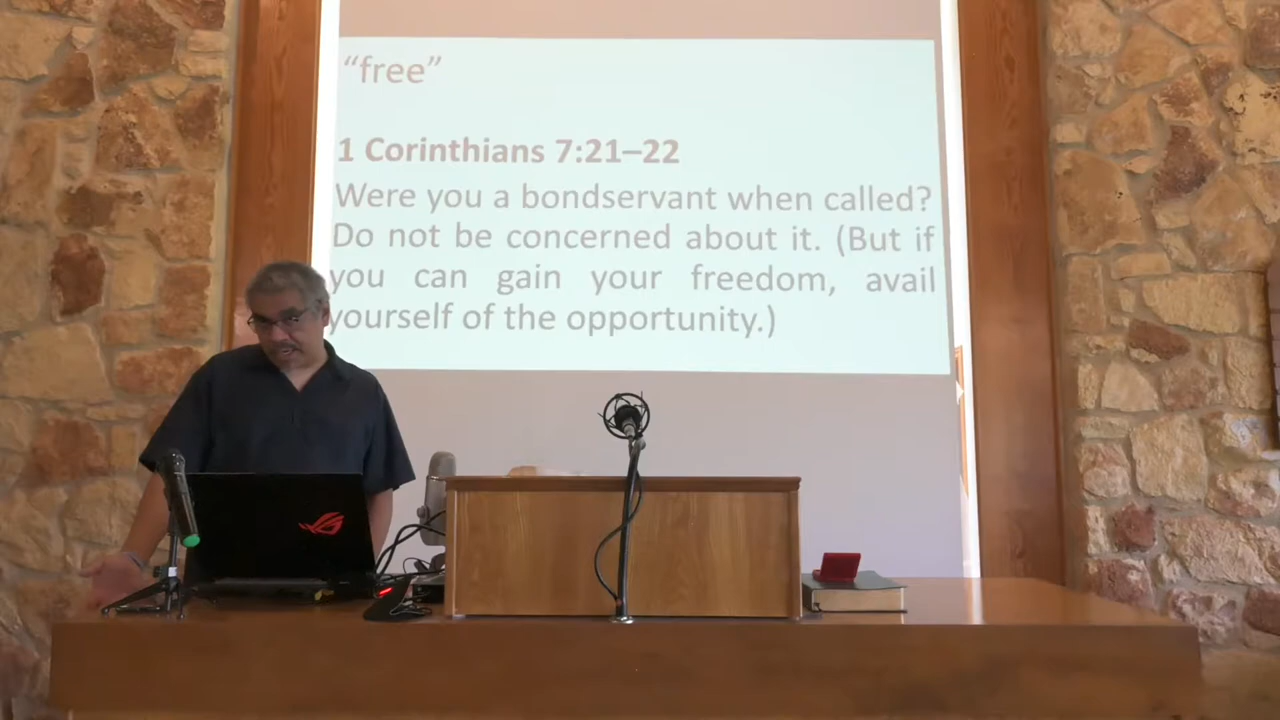 “free”
1 Corinthians 7:21–22
Were you a bondservant when called?
Do not be concerned about it. (But if
you can gain your freedom, avail
yourself of the opportunity.)